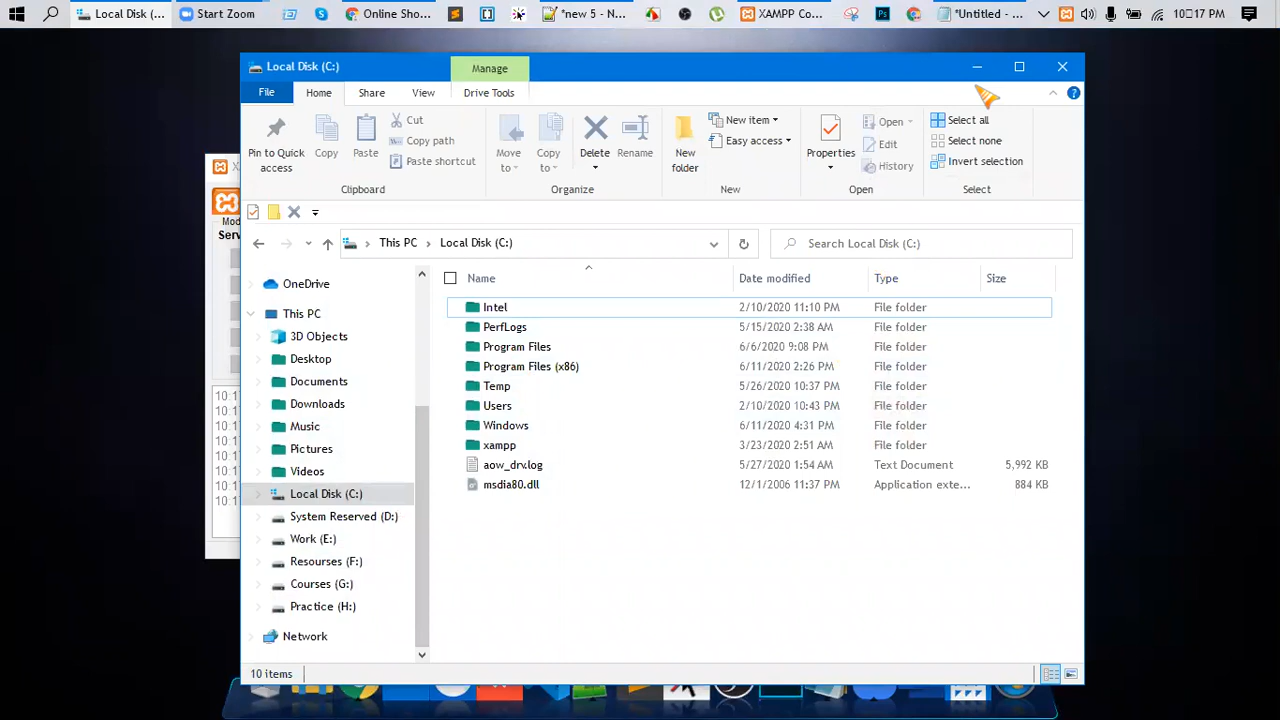 Local Disk (C:)...
Start Zoom
Online Sho...
*new 5 - N...
XAMPP Co...
Ps
*Untitled - ...
10:17 PM
Local Disk (C:)
Manage
File
Home
Share
View
Drive Tools
Pin to Quick access
Copy
Paste
Cut
Copy path
Paste shortcut
Clipboard
Move to
Copy to
Delete
Rename
Organize
New folder
New item
Easy access
New
Properties
Open
Edit
History
Open
Select all
Select none
Invert selection
Select
This PC
Local Disk (C:)
Search Local Disk (C:)
OneDrive
This PC
3D Objects
Desktop
Documents
Downloads
Music
Pictures
Videos
Local Disk (C:)
System Reserved (D:)
Work (E:)
Resourses (F:)
Courses (G:)
Practice (H:)
Network
Name Date modified Type Size
Intel 2/10/2020 11:10 PM File folder
PerfLogs 5/15/2020 2:38 AM File folder
Program Files 6/6/2020 9:08 PM File folder
Program Files (x86) 6/11/2020 2:26 PM File folder
Temp 5/26/2020 10:37 PM File folder
Users 2/10/2020 10:43 PM File folder
Windows 6/11/2020 4:31 PM File folder
xampp 3/23/2020 2:51 AM File folder
aow_drv.log 5/27/2020 1:54 AM Text Document 5,992 KB
msdia80.dll 12/1/2006 11:37 PM Application exte... 884 KB
10 items
X
Mod
Serv
10:1
10:1
10:1
10:1
10:1
10:1
10:1